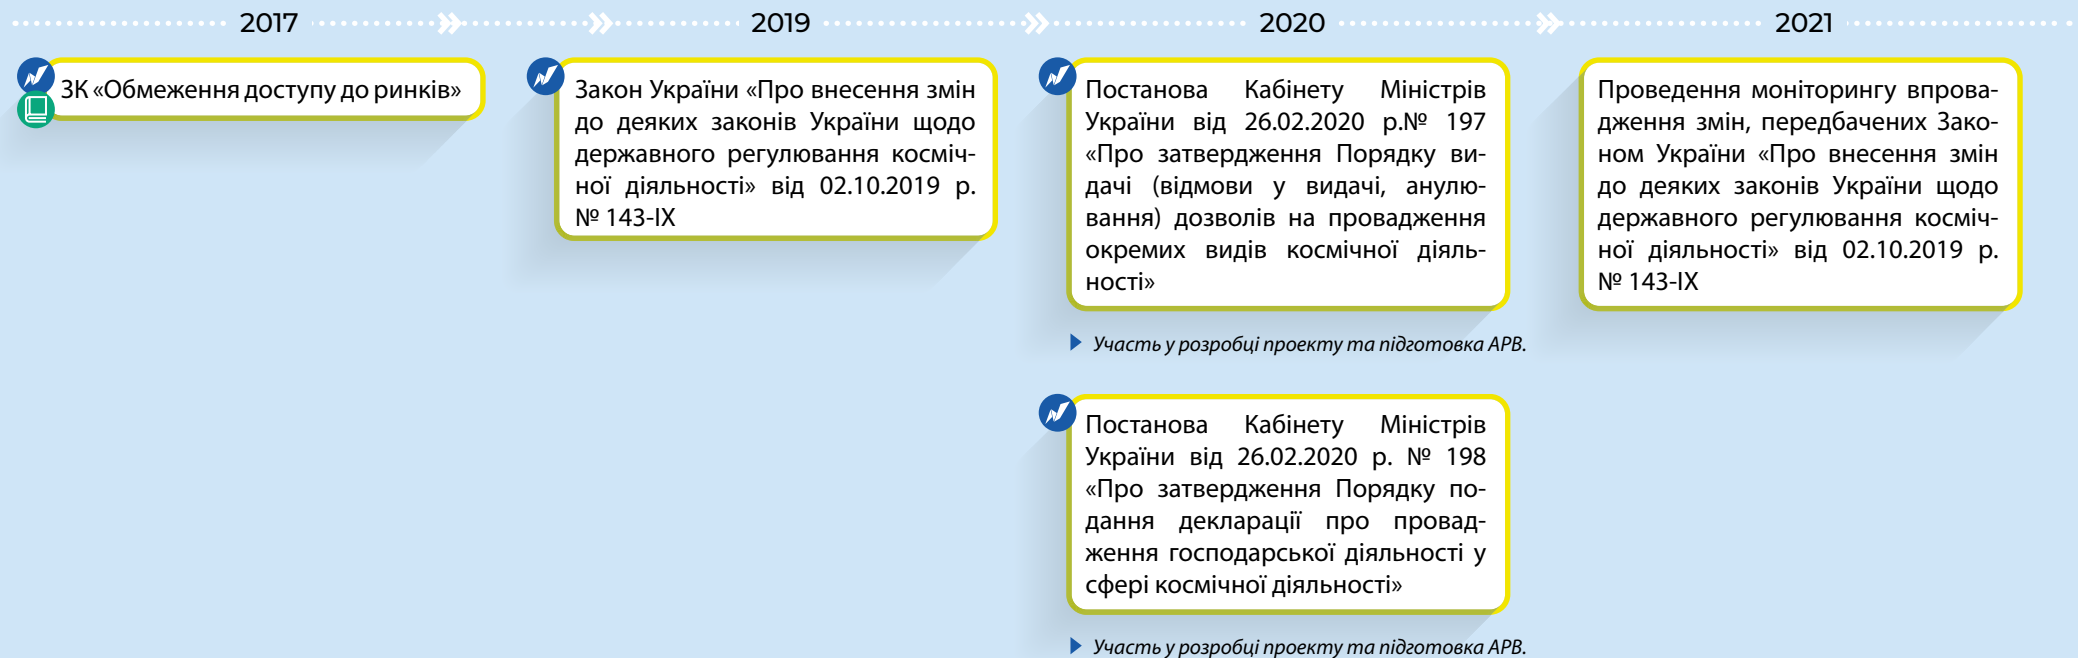 2017
2019
2020
2021
ЗК «Обмеження доступу до ринків»
Закон України «Про внесення змін
до деяких законів України щодо
державного регулювання косміч-
ної діяльності» від 02.10.2019 р.
№ 143-IX
Постанова Кабінету Міністрів
України від 26.02.2020 р.№ 197
«Про затвердження Порядку ви-
дачі (відмови у видачі, анулю-
вання) дозволів на провадження
окремих видів космічної діяль-
ності»
Участь у розробці проекту та підготовка АРВ.
Постанова Кабінету Міністрів
України від 26.02.2020 р. № 198
«Про затвердження Порядку по-
дання декларації про провад-
ження господарської діяльності у
сфері космічної діяльності»
Участь у розробці проекту та підготовка АРВ.
Проведення моніторингу впрова-
дження змін, передбачених Зако-
ном України «Про внесення змін
до деяких законів України щодо
державного регулювання косміч-
ної діяльності» від 02.10.2019 р.
№ 143-IX